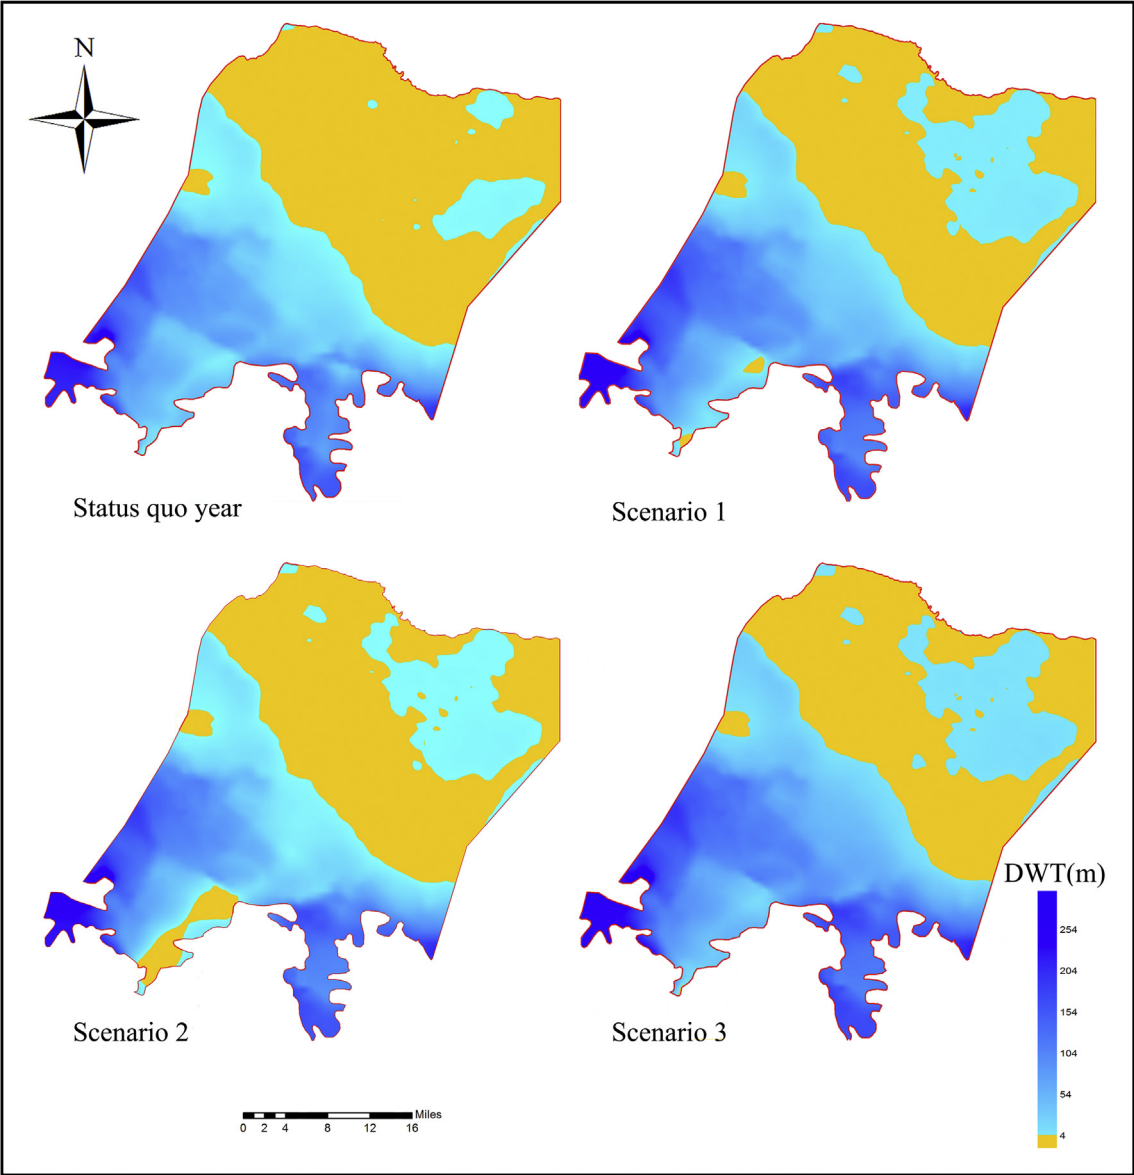 N
Status quo year
Scenario 1
Scenario 2
Scenario 3
DWT(m)
254
204
154
104
54
4
Miles
0 2 4 8 12 16